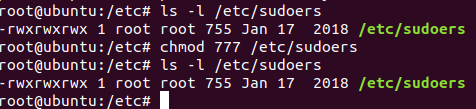 root@ubuntu:/etc# ls -l /etc/sudoers
-rwxrwxrwx 1 root root 755 Jan 17  2018 /etc/sudoers
root@ubuntu:/etc# chmod 777 /etc/sudoers
root@ubuntu:/etc# ls -l /etc/sudoers
-rwxrwxrwx 1 root root 755 Jan 17  2018 /etc/sudoers
root@ubuntu:/etc#